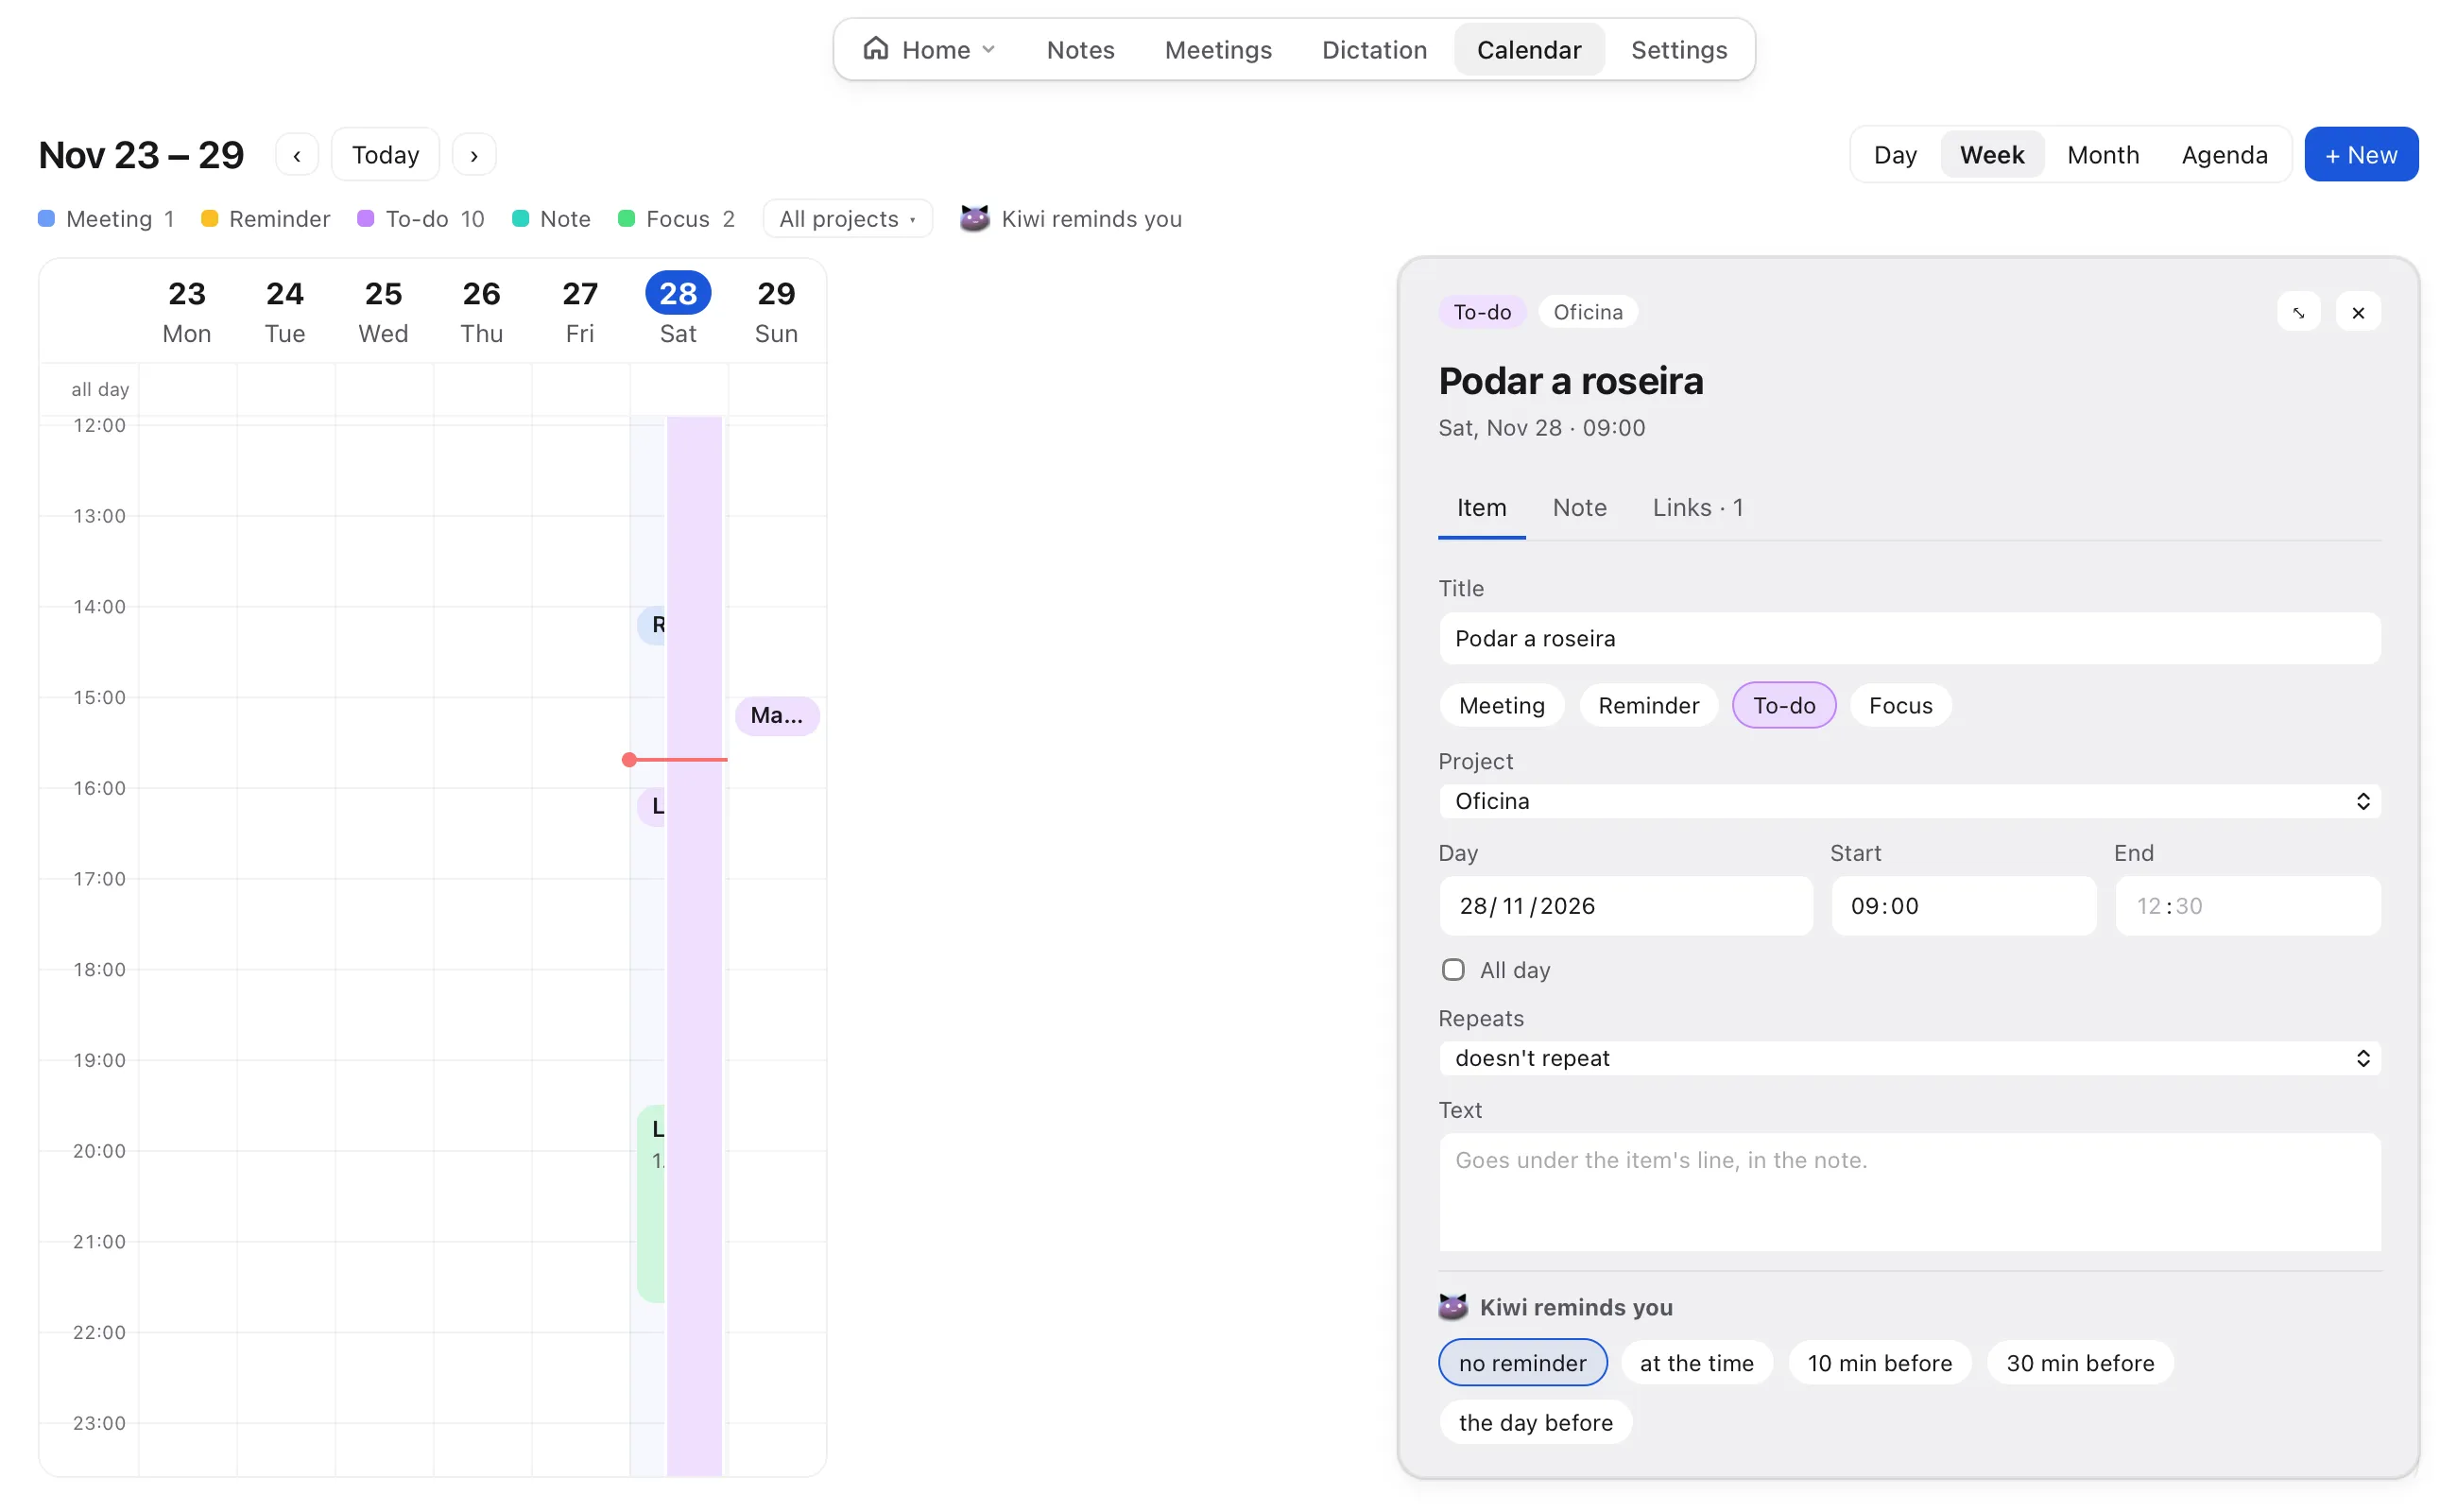 Home Notes Meetings Dictation Calendar Settings
Nov 23 – 29 ‹ Today › Day Week Month Agenda + New
Meeting 1 Reminder To-do 10 Note Focus 2 All projects Kiwi reminds you
23 24 25 26 27 28 29
Mon Tue Wed Thu Fri Sat Sun
all day
12:00
13:00
14:00
R
15:00
Ma...
16:00
L
17:00
18:00
19:00
L
20:00
1
21:00
22:00
23:00
To-do Oficina
Podar a roseira
Sat, Nov 28 · 09:00
Item Note Links · 1
Title
Podar a roseira
Meeting Reminder To-do Focus
Project
Oficina
Day Start End
28/11/2026 09:00 12:30
All day
Repeats
doesn't repeat
Text
Goes under the item's line, in the note.
Kiwi reminds you
no reminder at the time 10 min before 30 min before
the day before